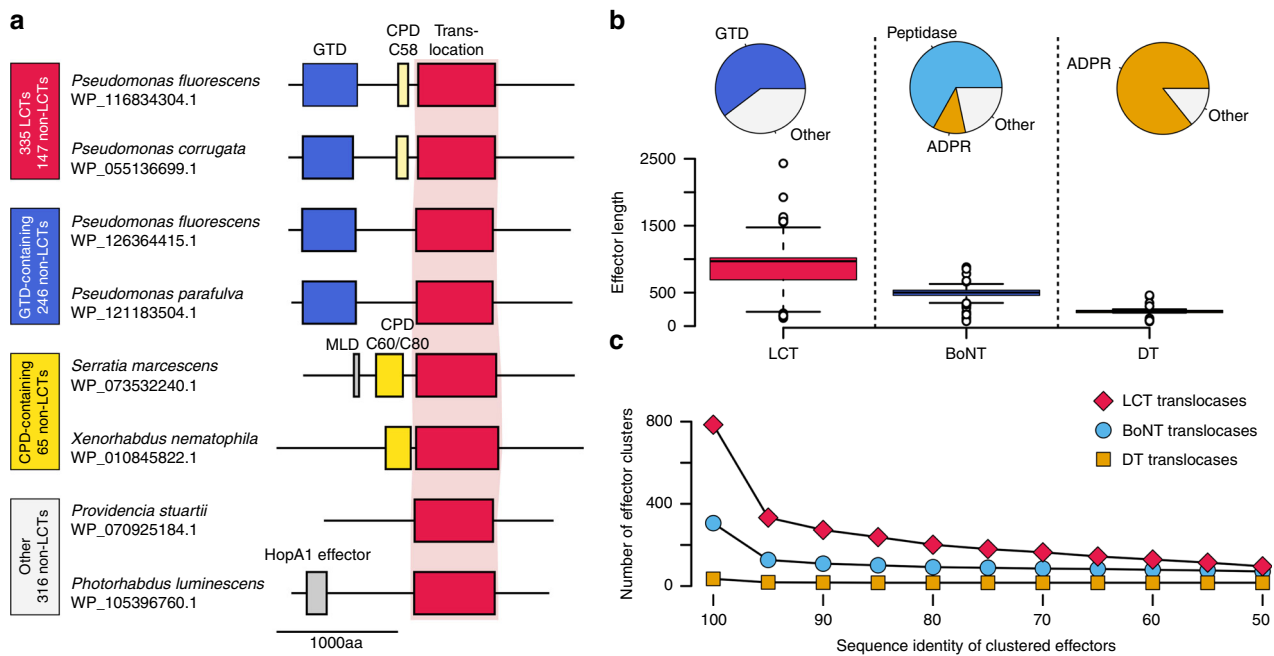 a
GTD
CPD
C58
Trans-
location
335 LCTs
147 non-LCTs
Pseudomonas fluorescens
WP_116834304.1
Pseudomonas corrugata
WP_055136699.1
GTD-containing
246 non-LCTs
Pseudomonas fluorescens
WP_126364415.1
Pseudomonas parafulva
WP_121183504.1
CPD-containing
65 non-LCTs
MLD
CPD
C60/C80
Serratia marcescens
WP_073532240.1
Xenorhabdus nematophila
WP_010845822.1
Other
316 non-LCTs
Providencia stuartii
WP_070925184.1
HopA1 effector
Photorhabdus luminescens
WP_105396760.1
1000aa
b
GTD
Other
Peptidase
ADPR
Other
ADPR
Other
Effector length
2500
1500
500
0
LCT
BoNT
DT
c
Number of effector clusters
800
400
0
LCT translocases
BoNT translocases
DT translocases
100
90
80
70
60
50
Sequence identity of clustered effectors